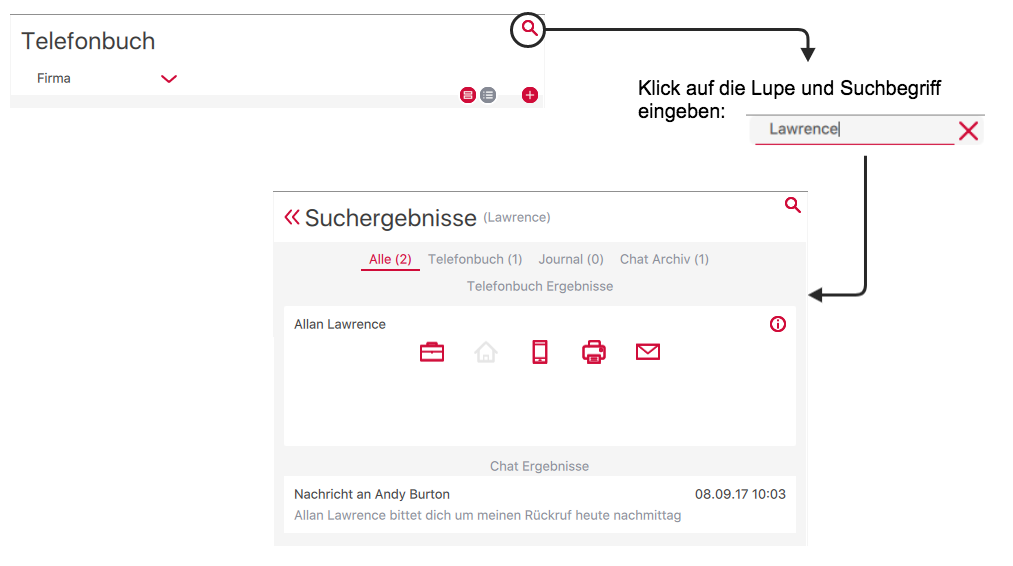 Telefonbuch
Firma
Klick auf die Lupe und Suchbegriff
eingeben:
Lawrence
Suchergebnisse (Lawrence)
Alle (2) Telefonbuch (1) Journal (0) Chat Archiv (1)
Telefonbuch Ergebnisse
Allan Lawrence
Chat Ergebnisse
Nachricht an Andy Burton 08.09.17 10:03
Allan Lawrence bittet dich um meinen Rückruf heute nachmittag